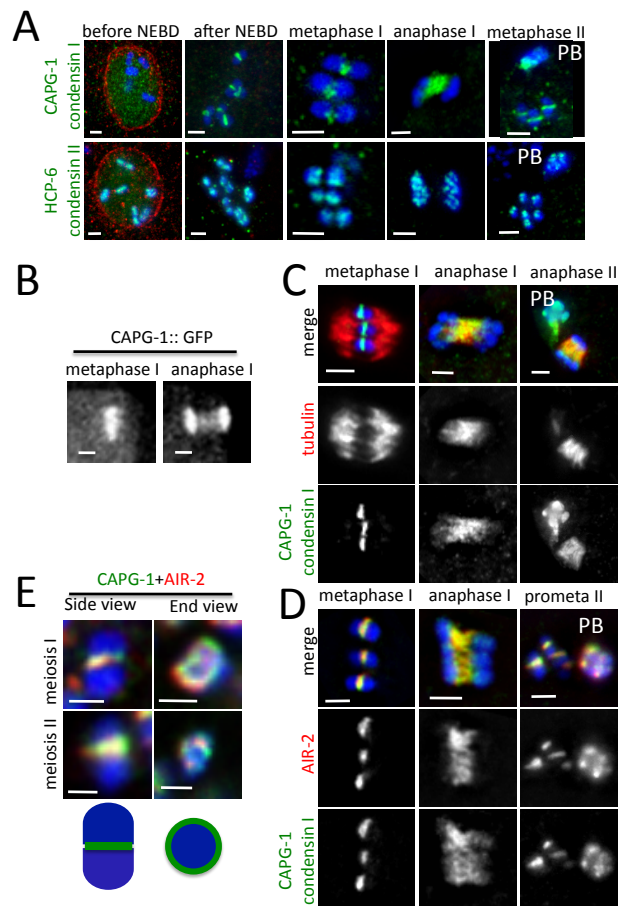 A
before NEBD
after NEBD
metaphase I
anaphase I
metaphase II
CAPG-1
condensin I
PB
HCP-6
condensin II
PB
B
CAPG-1:: GFP
metaphase I
anaphase I
C
metaphase I
anaphase I
anaphase II
merge
PB
tubulin
CAPG-1
condensin I
D
metaphase I
anaphase I
prometa II
merge
PB
AIR-2
CAPG-1
condensin I
E
CAPG-1+AIR-2
Side view
End view
meiosis I
meiosis II